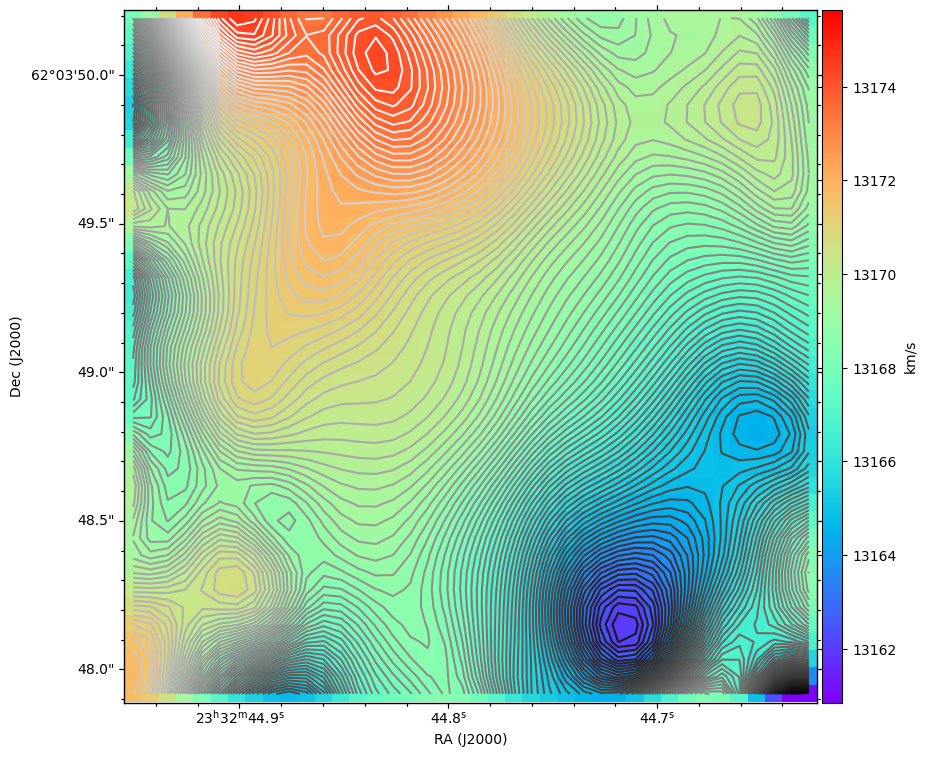 62°03'50.0"
49.5"
49.0"
48.5"
48.0"
Dec (J2000)
23h32m44.9s
44.8s
44.7s
RA (J2000)
13174
13172
13170
13168
13166
13164
13162
km/s